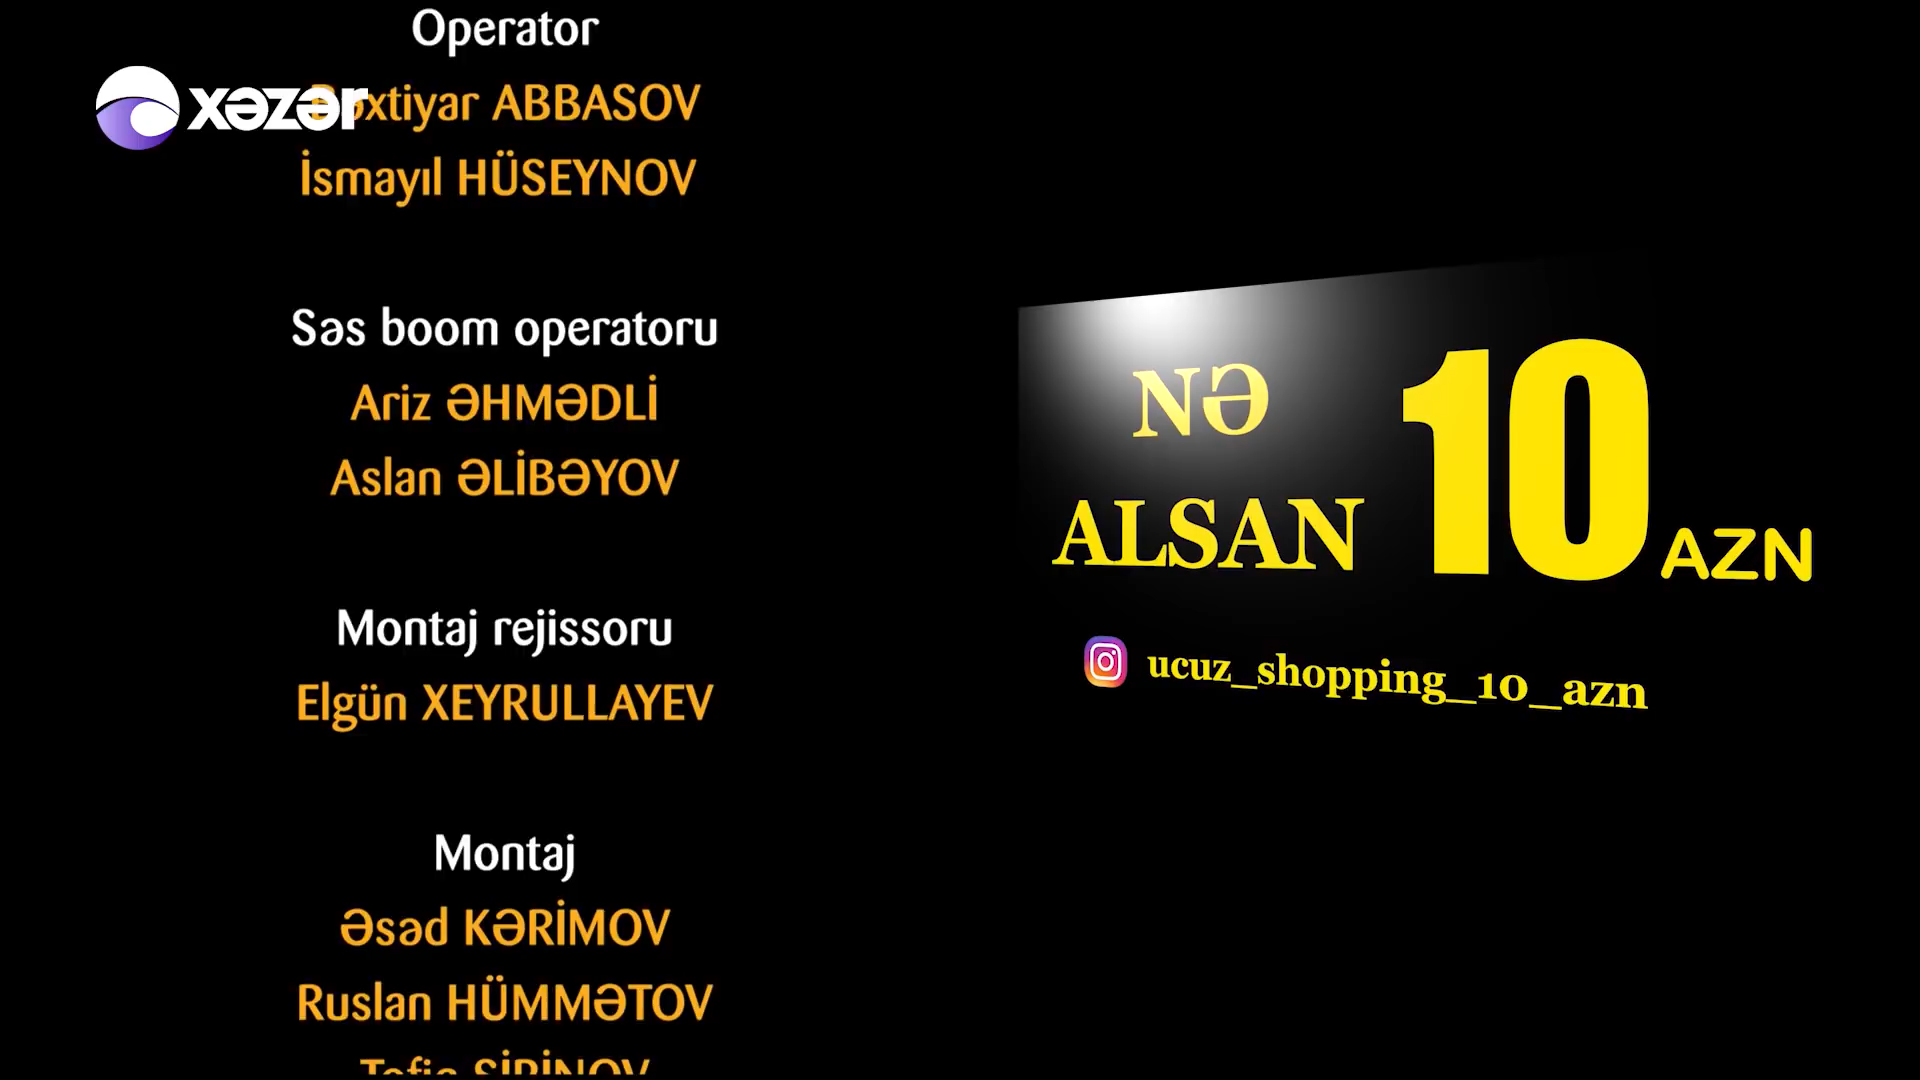 Operator
xəzər
Bəxtiyar ABBASOV
İsmayıl HÜSEYNOV
Səs boom operatoru
Ariz ƏHMƏDLİ
Aslan ƏLİBƏYOV
Montaj rejissoru
Elgün XEYRULLAYEV
Montaj
Əsəd KƏRİMOV
Ruslan HÜMMƏTOV
NƏ
ALSAN 10 AZN
ucuz_shopping_10_azn